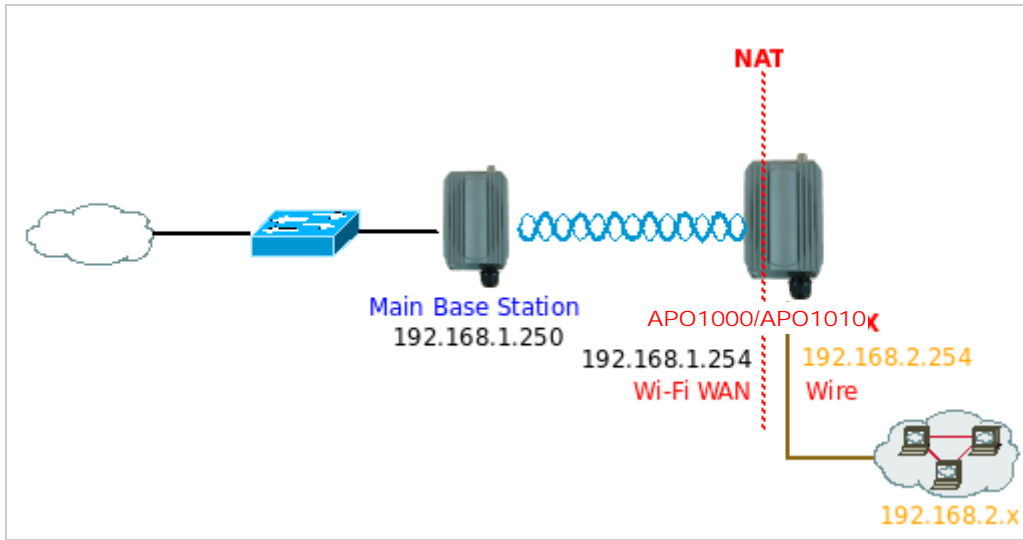 NAT
Main Base Station
192.168.1.250
APO1000/APO1010x
192.168.1.254
Wi-Fi WAN
192.168.2.254
Wire
192.168.2.x